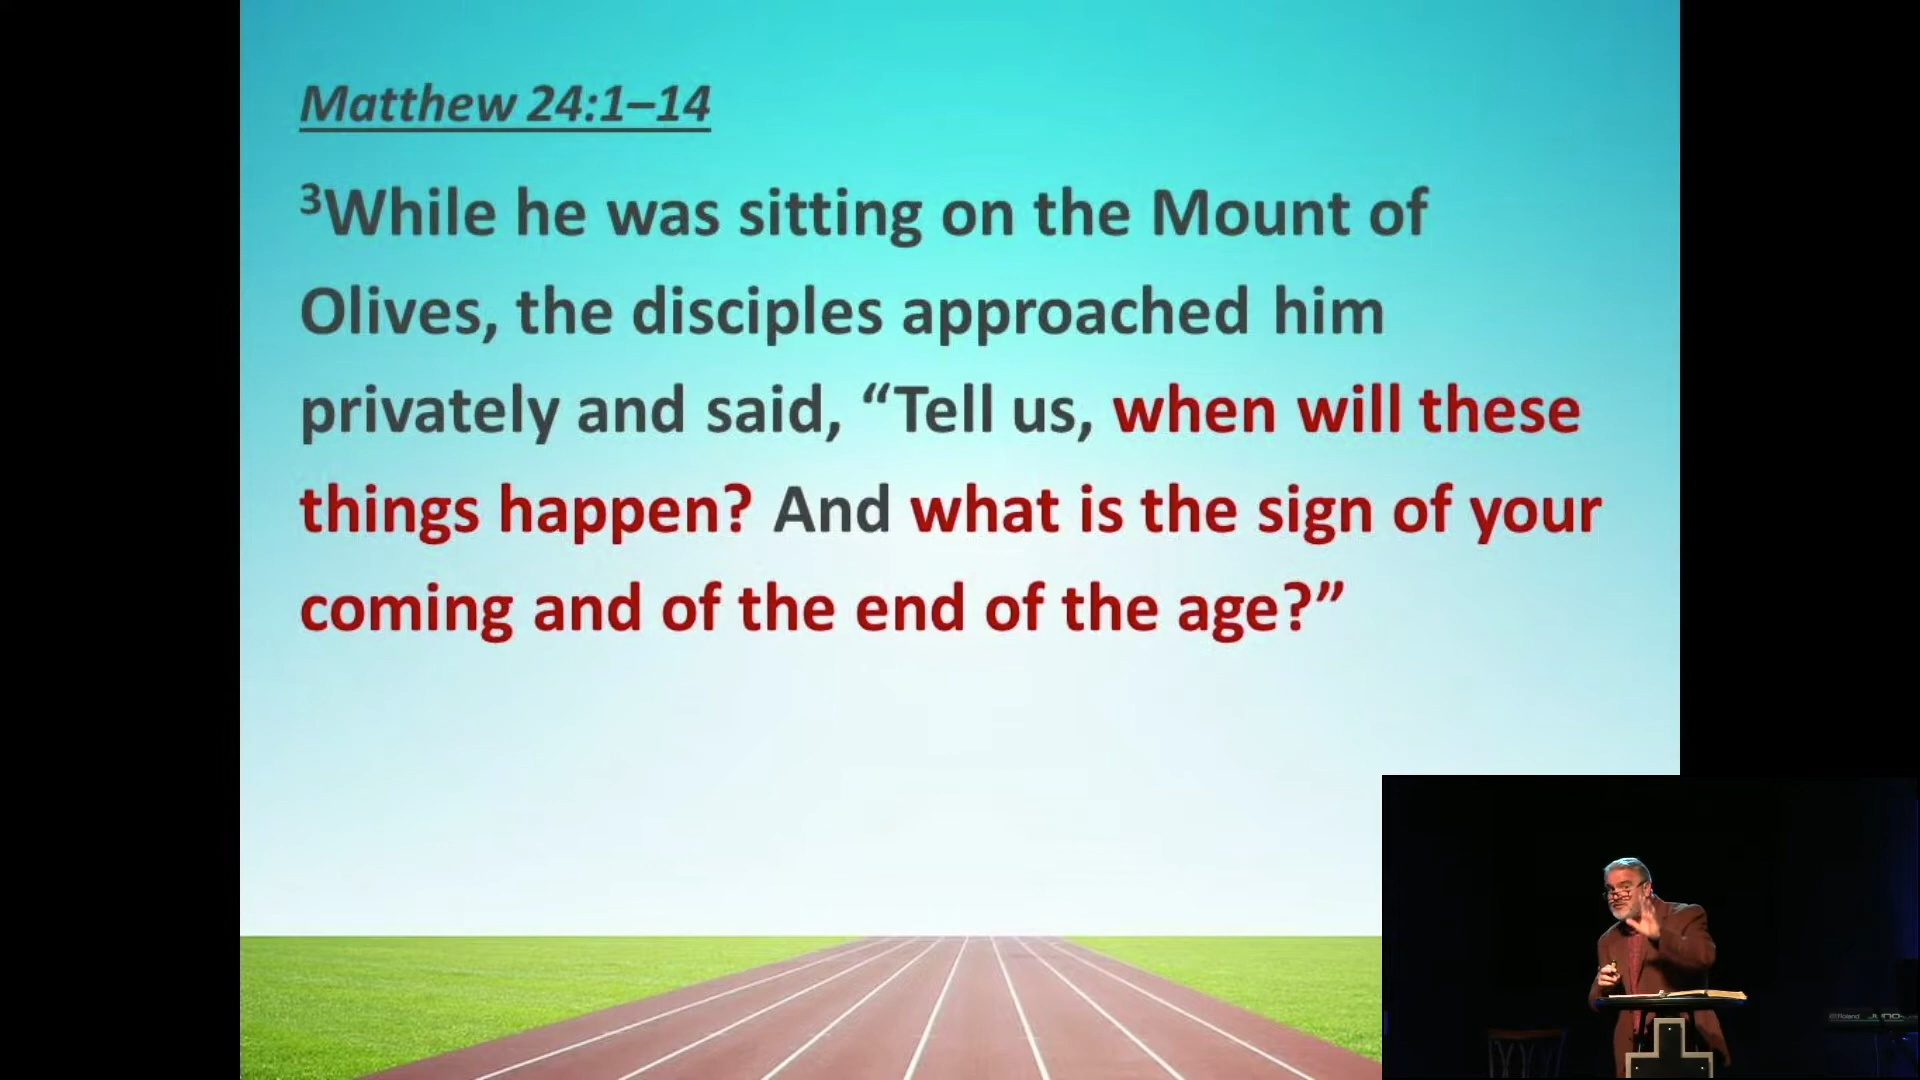 Matthew 24:1–14
³While he was sitting on the Mount of
Olives, the disciples approached him
privately and said, “Tell us, when will these
things happen? And what is the sign of your
coming and of the end of the age?”
Roland JUNO